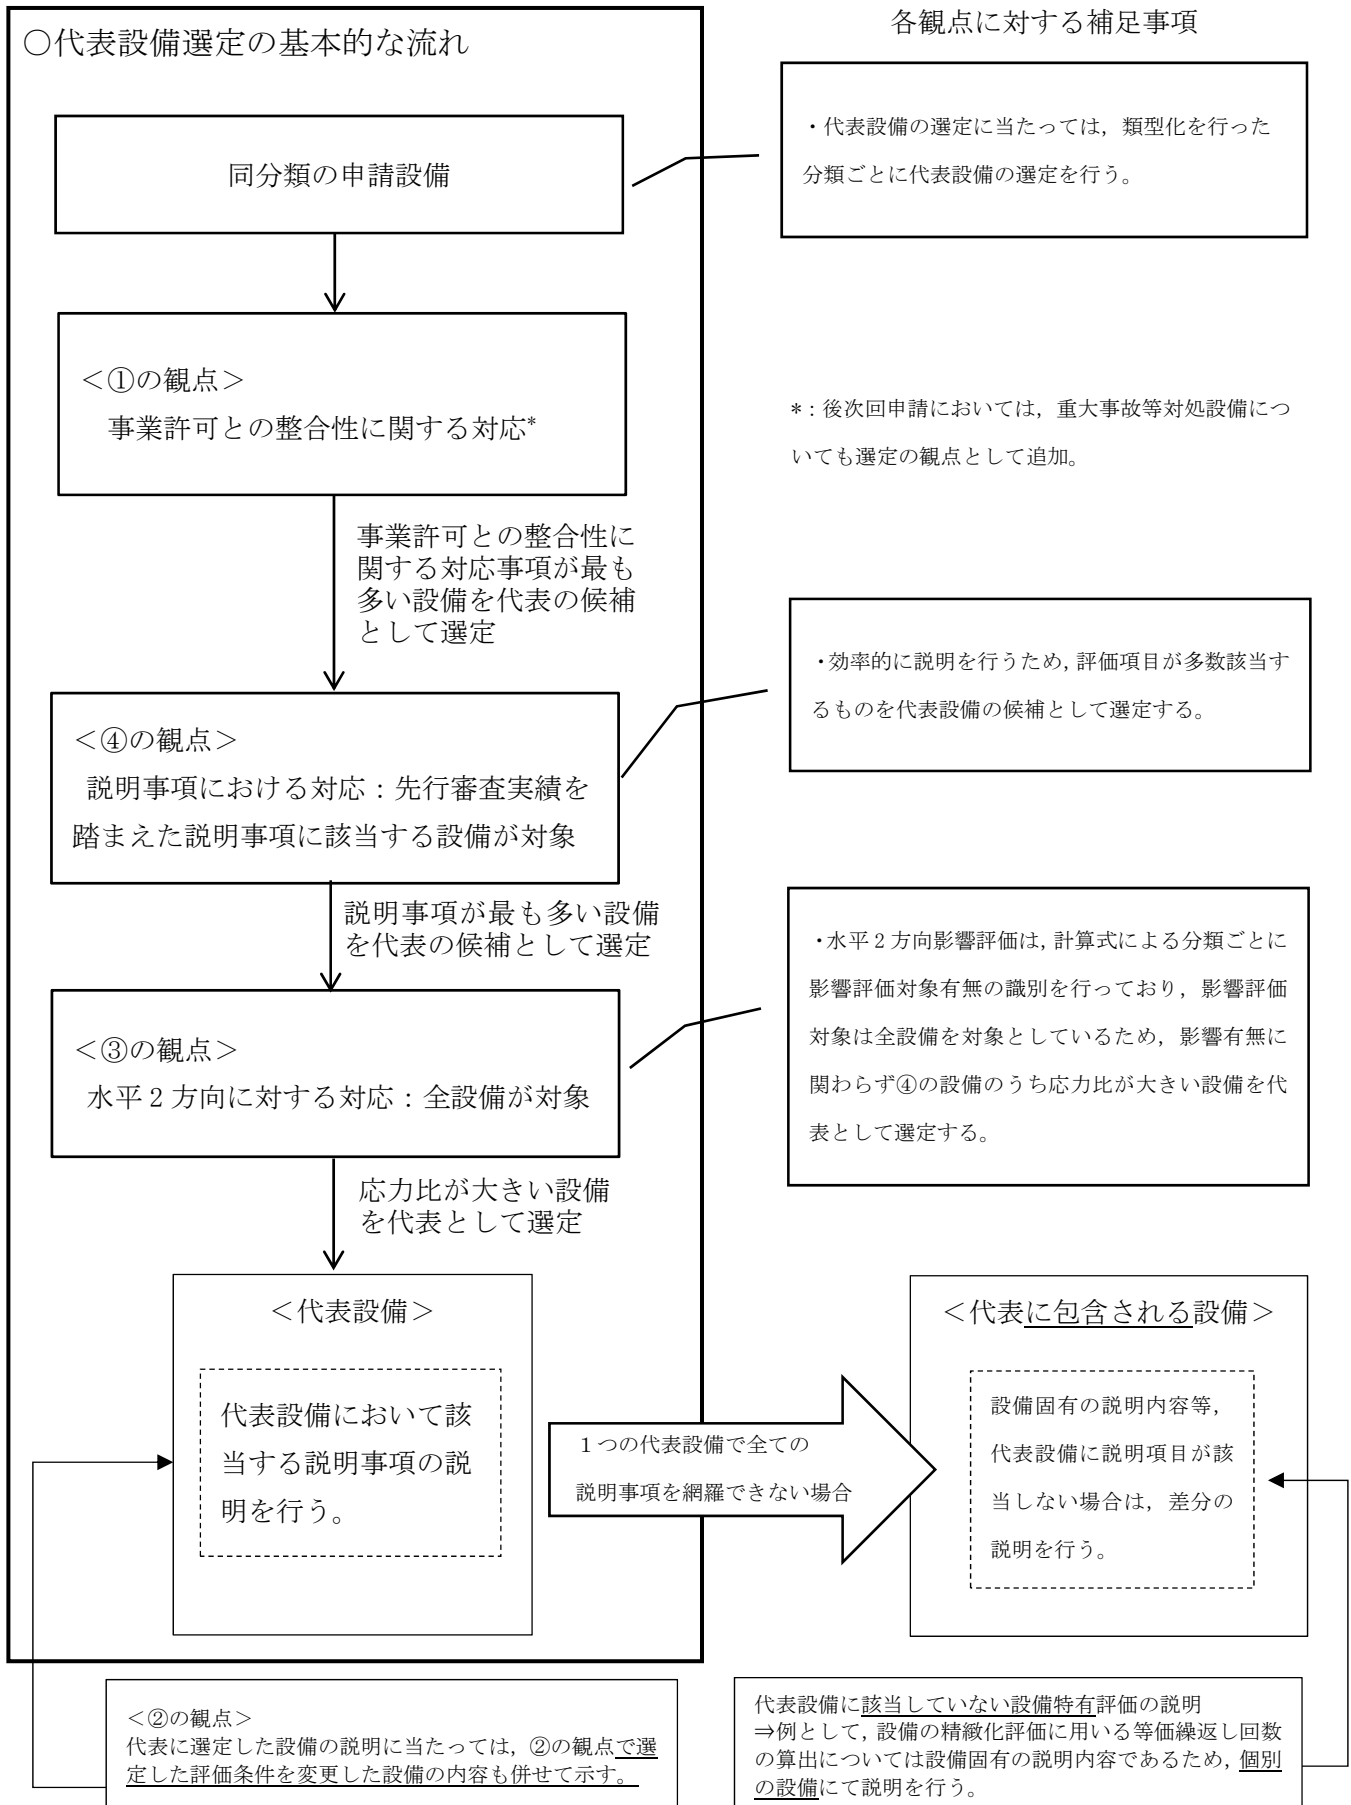 ○代表設備選定の基本的な流れ
同分類の申請設備
＜①の観点＞
事業許可との整合性に関する対応*
事業許可との整合性に
関する対応事項が最も
多い設備を代表の候補
として選定
＜④の観点＞
説明事項における対応：先行審査実績を
踏まえた説明事項に該当する設備が対象
説明事項が最も多い設備
を代表の候補として選定
＜③の観点＞
水平２方向に対する対応：全設備が対象
応力比が大きい設備
を代表として選定
＜代表設備＞
代表設備において該
当する説明事項の説
明を行う。
＜②の観点＞
代表に選定した設備の説明に当たっては，②の観点で選
定した評価条件を変更した設備の内容も併せて示す。
各観点に対する補足事項
・代表設備の選定に当たっては，類型化を行った
分類ごとに代表設備の選定を行う。
*：後次回申請においては，重大事故等対処設備につ
いても選定の観点として追加。
・効率的に説明を行うため，評価項目が多数該当す
るものを代表設備の候補として選定する。
・水平２方向影響評価は，計算式による分類ごとに
影響評価対象有無の識別を行っており，影響評価
対象は全設備を対象としているため，影響有無に
関わらず④の設備のうち応力比が大きい設備を代
表として選定する。
１つの代表設備で全ての
説明事項を網羅できない場合
＜代表に包含される設備＞
設備固有の説明内容等，
代表設備に説明項目が該
当しない場合は，差分の
説明を行う。
代表設備に該当していない設備特有評価の説明
⇒例として，設備の精緻化評価に用いる等価繰返し回数
の算出については設備固有の説明内容であるため，個別
の設備にて説明を行う。